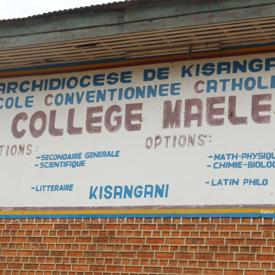 ARCHIDIOCESE DE KISANGA
COLE CONVENTIONNEE CATHOL
COLLEGE MAELE
TIONS: OPTIONS:
-SECONDAIRE GENERALE -MATH-PHYSIQU
-SCIENTIFIQUE -CHIMIE-BIOLO
-LITTERAIRE KISANGANI -LATIN PHILO